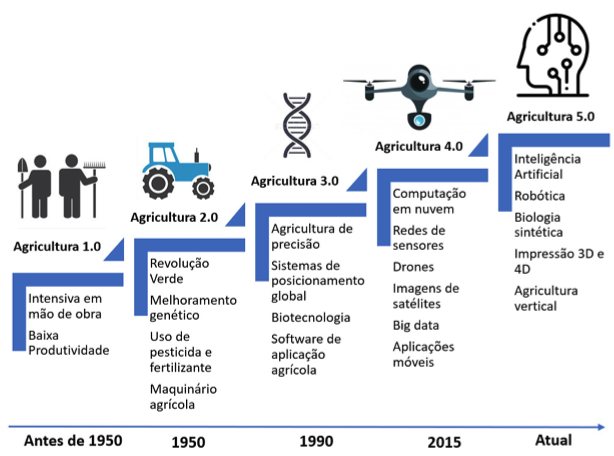 Agricultura 1.0
Intensiva em
mão de obra
Baixa
Produtividade
Agricultura 2.0
Revolução
Verde
Melhoramento
genético
Uso de
pesticida e
fertilizante
Maquinário
agrícola
Agricultura 3.0
Agricultura de
precisão
Sistemas de
posicionamento
global
Biotecnologia
Software de
aplicação
agrícola
Agricultura 4.0
Computação
em nuvem
Redes de
sensores
Drones
Imagens de
satélites
Big data
Aplicações
móveis
Agricultura 5.0
Inteligência
Artificial
Robótica
Biologia
sintética
Impressão 3D e
4D
Agricultura
vertical
Antes de 1950
1950
1990
2015
Atual